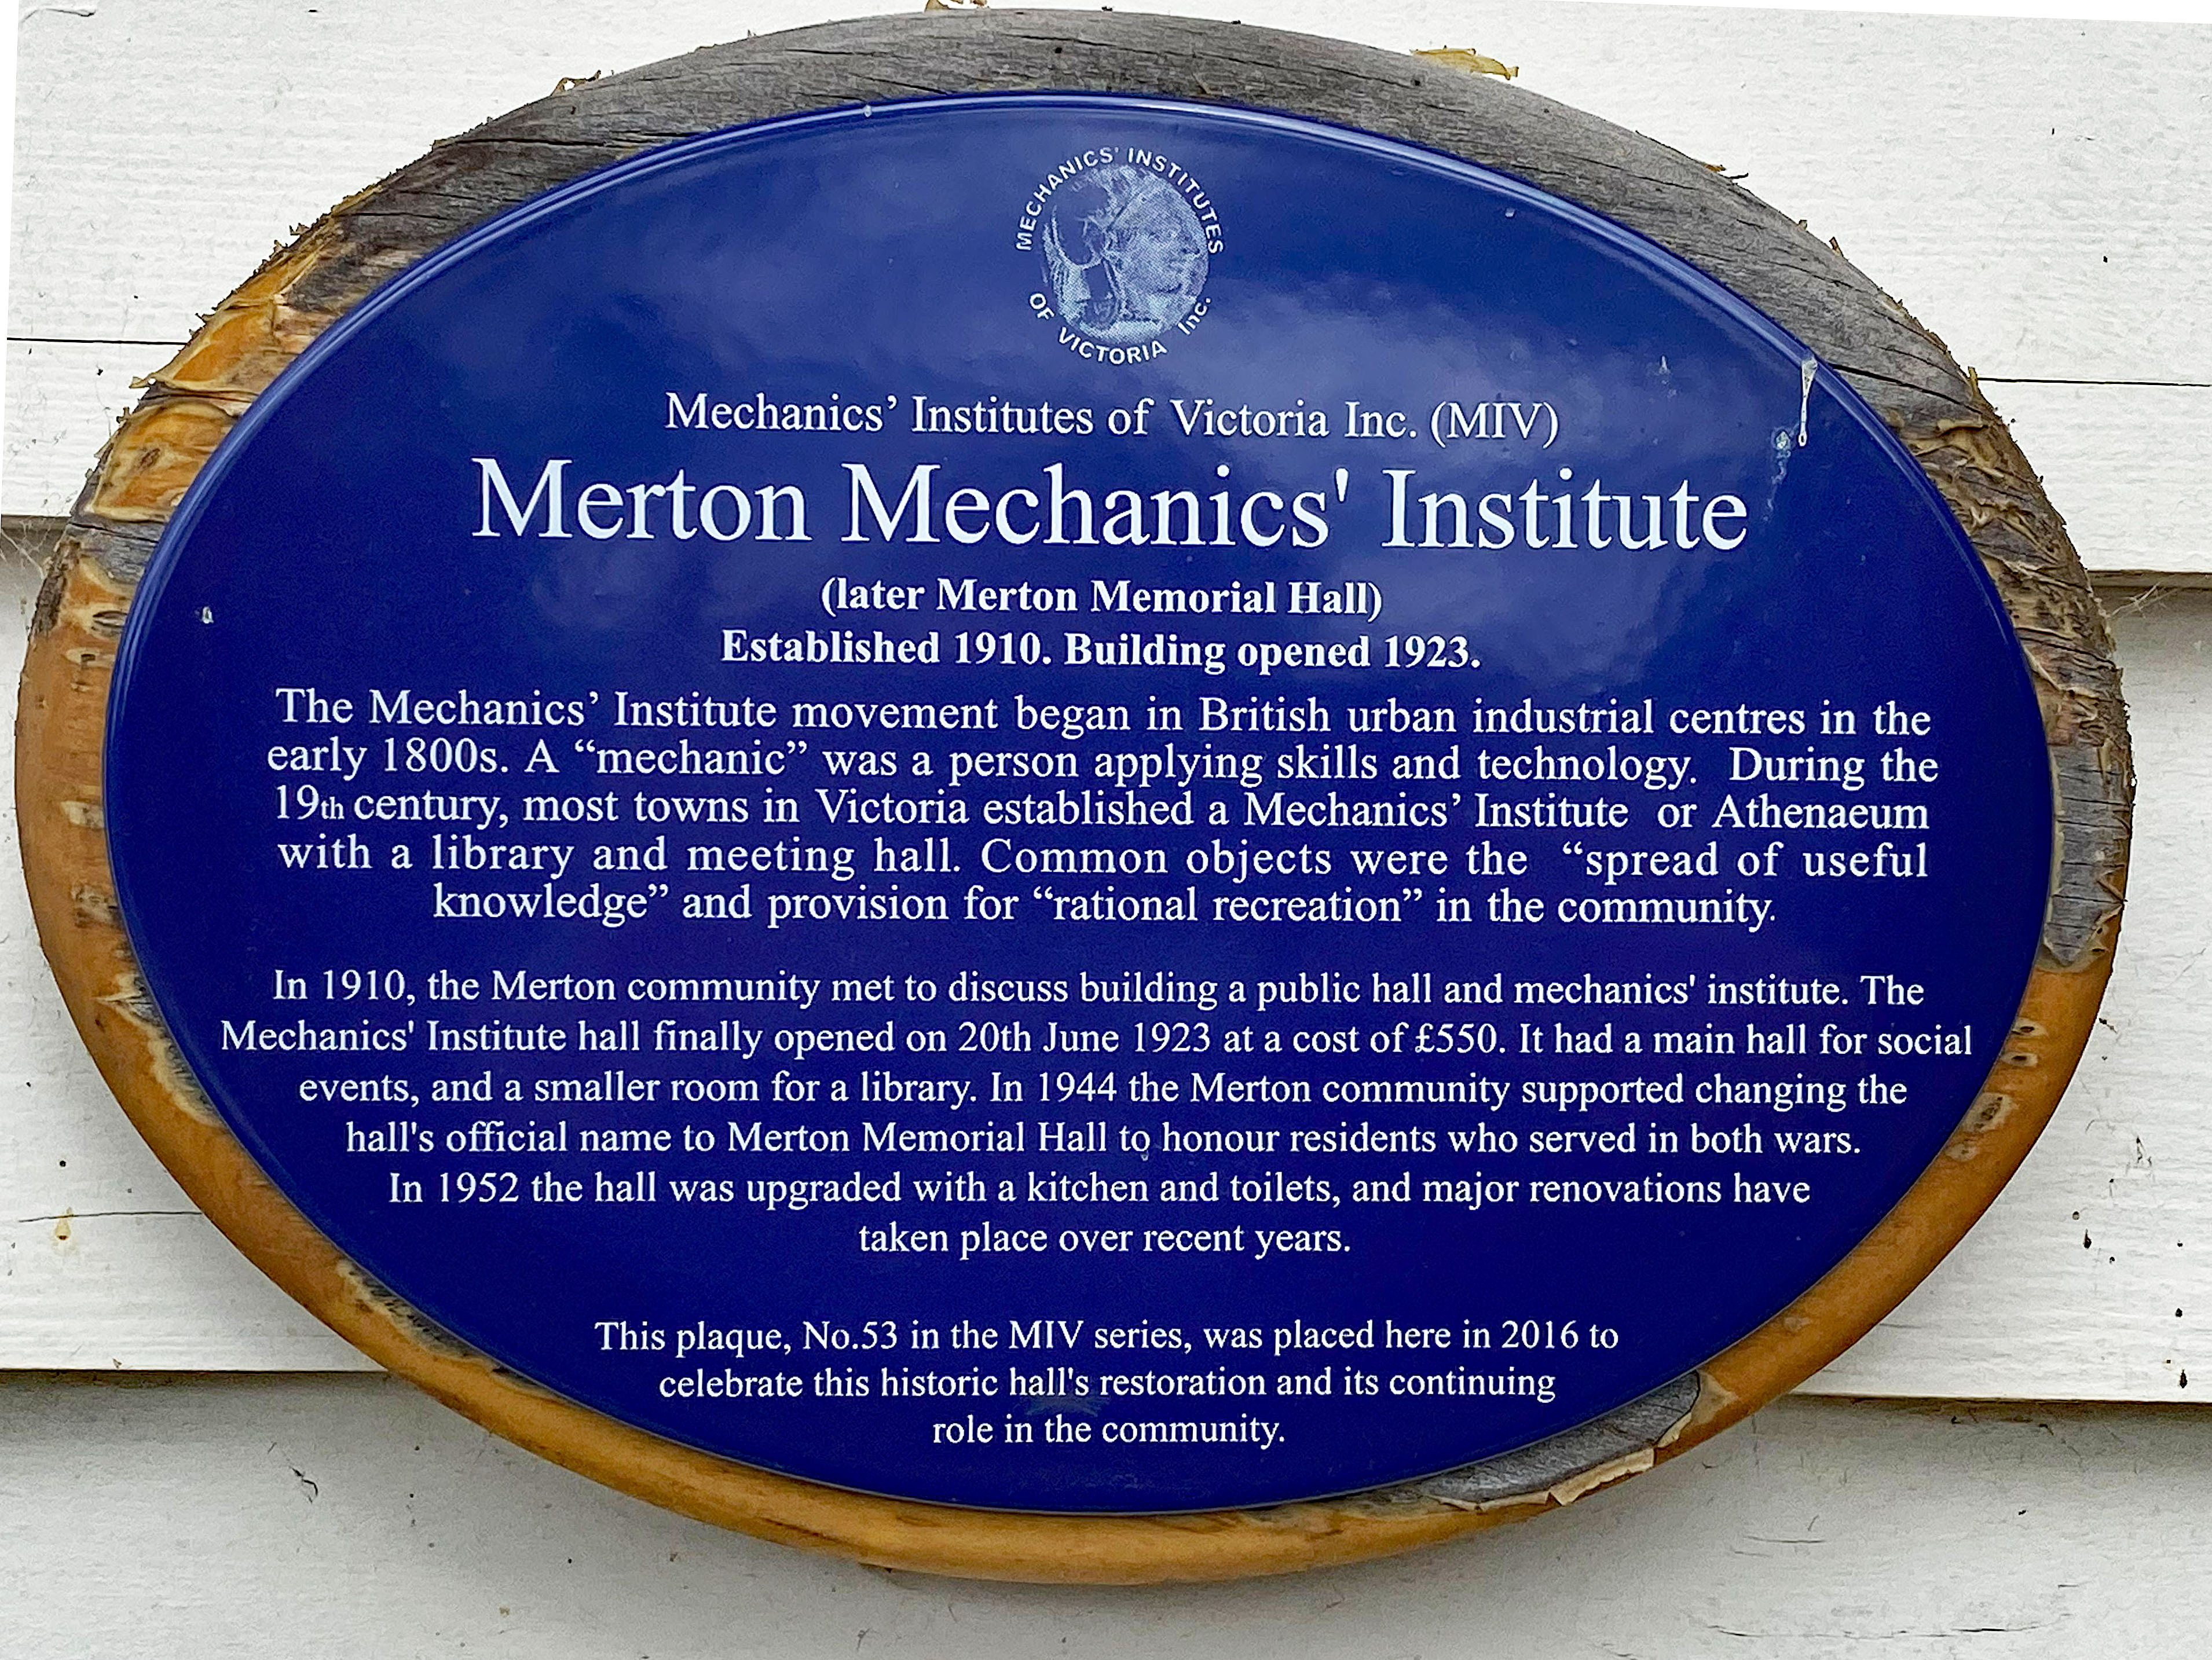 MECHANICS' INSTITUTES
OF VICTORIA Inc.
Mechanics’ Institutes of Victoria Inc. (MIV)
Merton Mechanics' Institute
(later Merton Memorial Hall)
Established 1910. Building opened 1923.
The Mechanics’ Institute movement began in British urban industrial centres in the
early 1800s. A “mechanic” was a person applying skills and technology. During the
19th century, most towns in Victoria established a Mechanics’ Institute or Athenaeum
with a library and meeting hall. Common objects were the “spread of useful
knowledge” and provision for “rational recreation” in the community.
In 1910, the Merton community met to discuss building a public hall and mechanics' institute. The
Mechanics' Institute hall finally opened on 20th June 1923 at a cost of £550. It had a main hall for social
events, and a smaller room for a library. In 1944 the Merton community supported changing the
hall's official name to Merton Memorial Hall to honour residents who served in both wars.
In 1952 the hall was upgraded with a kitchen and toilets, and major renovations have
taken place over recent years.
This plaque, No.53 in the MIV series, was placed here in 2016 to
celebrate this historic hall's restoration and its continuing
role in the community.